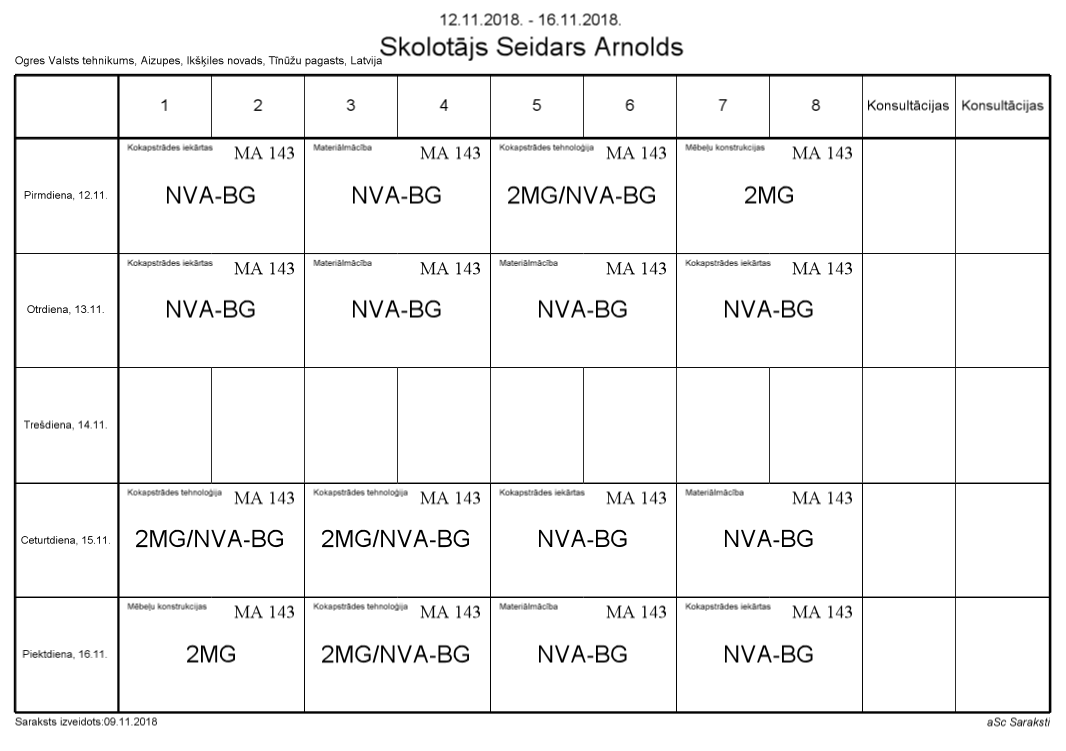 12.11.2018. - 16.11.2018.
Skolotājs Seidars Arnolds
Ogres Valsts tehnikums, Aizupes, Ikšķiles novads, Tīnūžu pagasts, Latvija
1 2 3 4 5 6 7 8 Konsultācijas Konsultācijas
Kokapstrādes iekārtas MA 143 Materiālmācība MA 143 Kokapstrādes tehnoloģija MA 143 Mēbeļu konstrukcijas MA 143
Pirmdiena, 12.11. NVA-BG NVA-BG 2MG/NVA-BG 2MG
Kokapstrādes iekārtas MA 143 Materiālmācība MA 143 Materiālmācība MA 143 Kokapstrādes iekārtas MA 143
Otrdiena, 13.11. NVA-BG NVA-BG NVA-BG NVA-BG
Trešdiena, 14.11.
Kokapstrādes tehnoloģija MA 143 Kokapstrādes tehnoloģija MA 143 Kokapstrādes iekārtas MA 143 Materiālmācība MA 143
Ceturtdiena, 15.11. 2MG/NVA-BG 2MG/NVA-BG NVA-BG NVA-BG
Mēbeļu konstrukcijas MA 143 Kokapstrādes tehnoloģija MA 143 Materiālmācība MA 143 Kokapstrādes iekārtas MA 143
Piektdiena, 16.11. 2MG 2MG/NVA-BG NVA-BG NVA-BG
Saraksts izveidots:09.11.2018 aSc Saraksti